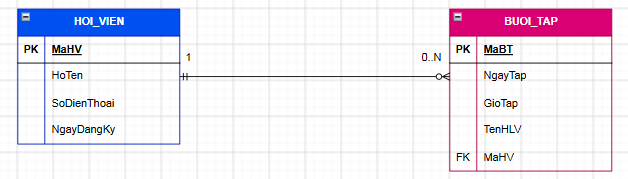 HOI_VIEN
PK MaHV
HoTen
SoDienThoai
NgayDangKy
1
0..N
BUOI_TAP
PK MaBT
NgayTap
GioTap
TenHLV
FK MaHV